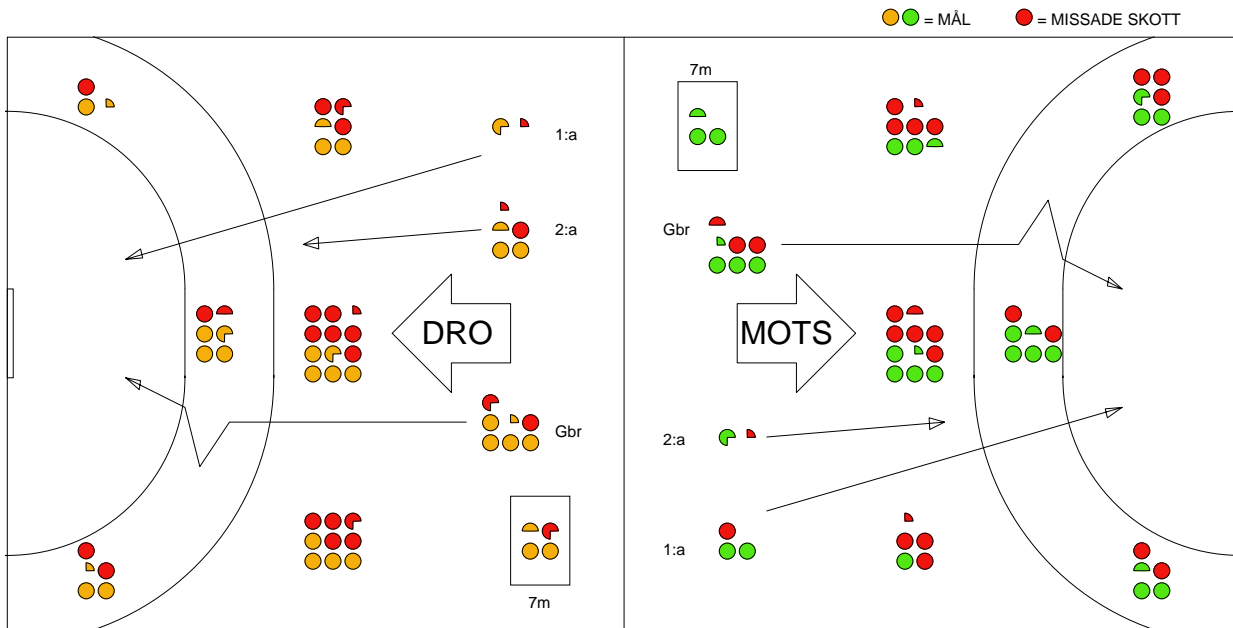 = MÅL = MISSADE SKOTT
7m
1:a
Gbr
2:a
DRO
MOTS
Gbr
2:a
1:a
7m